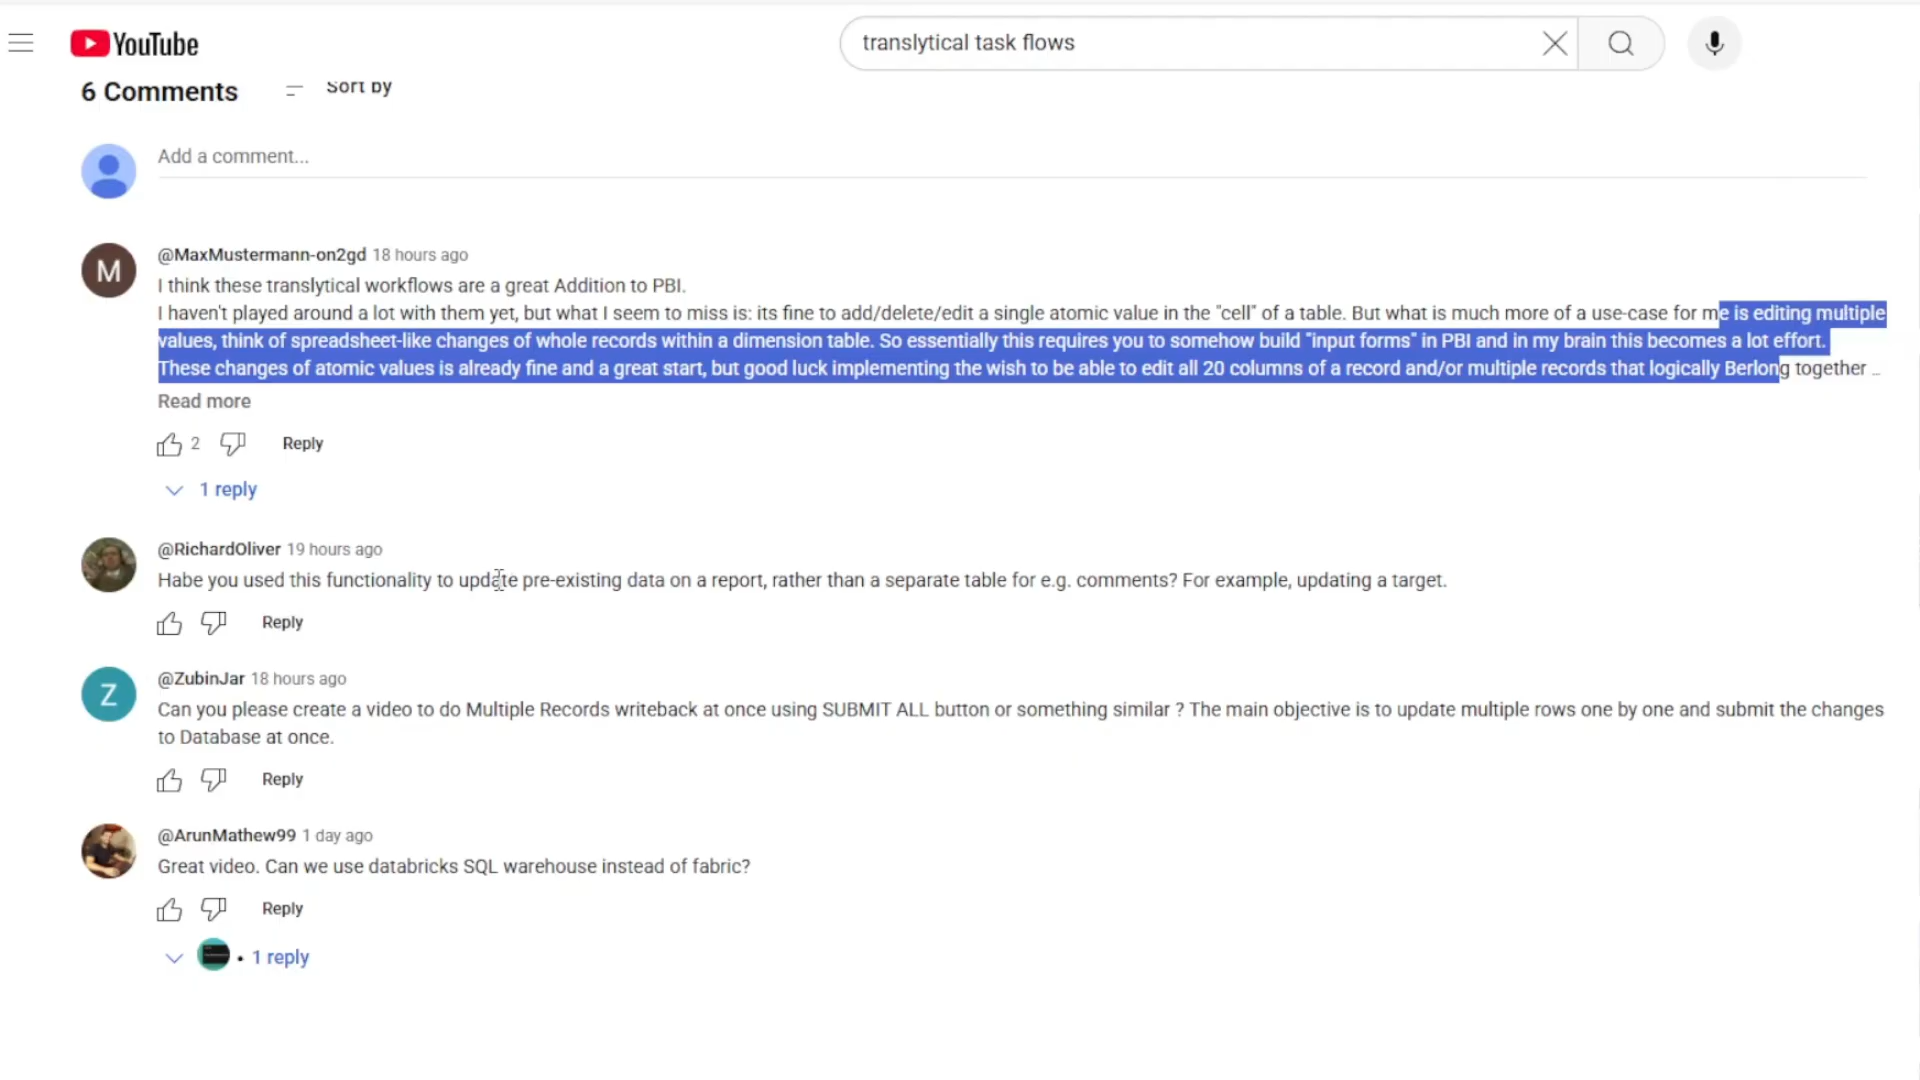 YouTube
translytical task flows
6 Comments
Sort by
Add a comment...
M
@MaxMustermann-on2gd 18 hours ago
I think these translytical workflows are a great Addition to PBI.
I haven't played around a lot with them yet, but what I seem to miss is: its fine to add/delete/edit a single atomic value in the "cell" of a table. But what is much more of a use-case for me is editing multiple
values, think of spreadsheet-like changes of whole records within a dimension table. So essentially this requires you to somehow build "input forms" in PBI and in my brain this becomes a lot effort.
These changes of atomic values is already fine and a great start, but good luck implementing the wish to be able to edit all 20 columns of a record and/or multiple records that logically Berlong together ...
Read more
2 Reply
1 reply
@RichardOliver 19 hours ago
Habe you used this functionality to update pre-existing data on a report, rather than a separate table for e.g. comments? For example, updating a target.
Reply
Z
@ZubinJar 18 hours ago
Can you please create a video to do Multiple Records writeback at once using SUBMIT ALL button or something similar ? The main objective is to update multiple rows one by one and submit the changes
to Database at once.
Reply
@ArunMathew99 1 day ago
Great video. Can we use databricks SQL warehouse instead of fabric?
Reply
• 1 reply